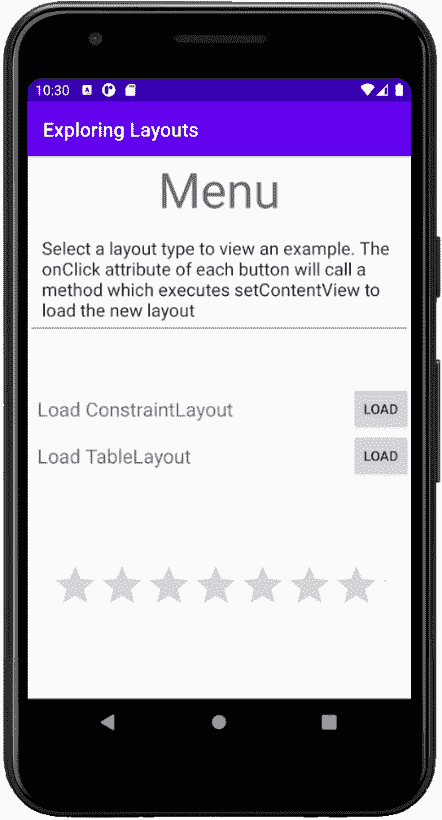 10:30
Exploring Layouts
Menu
Select a layout type to view an example. The
onClick attribute of each button will call a
method which executes setContentView to
load the new layout
Load ConstraintLayout LOAD
Load TableLayout LOAD